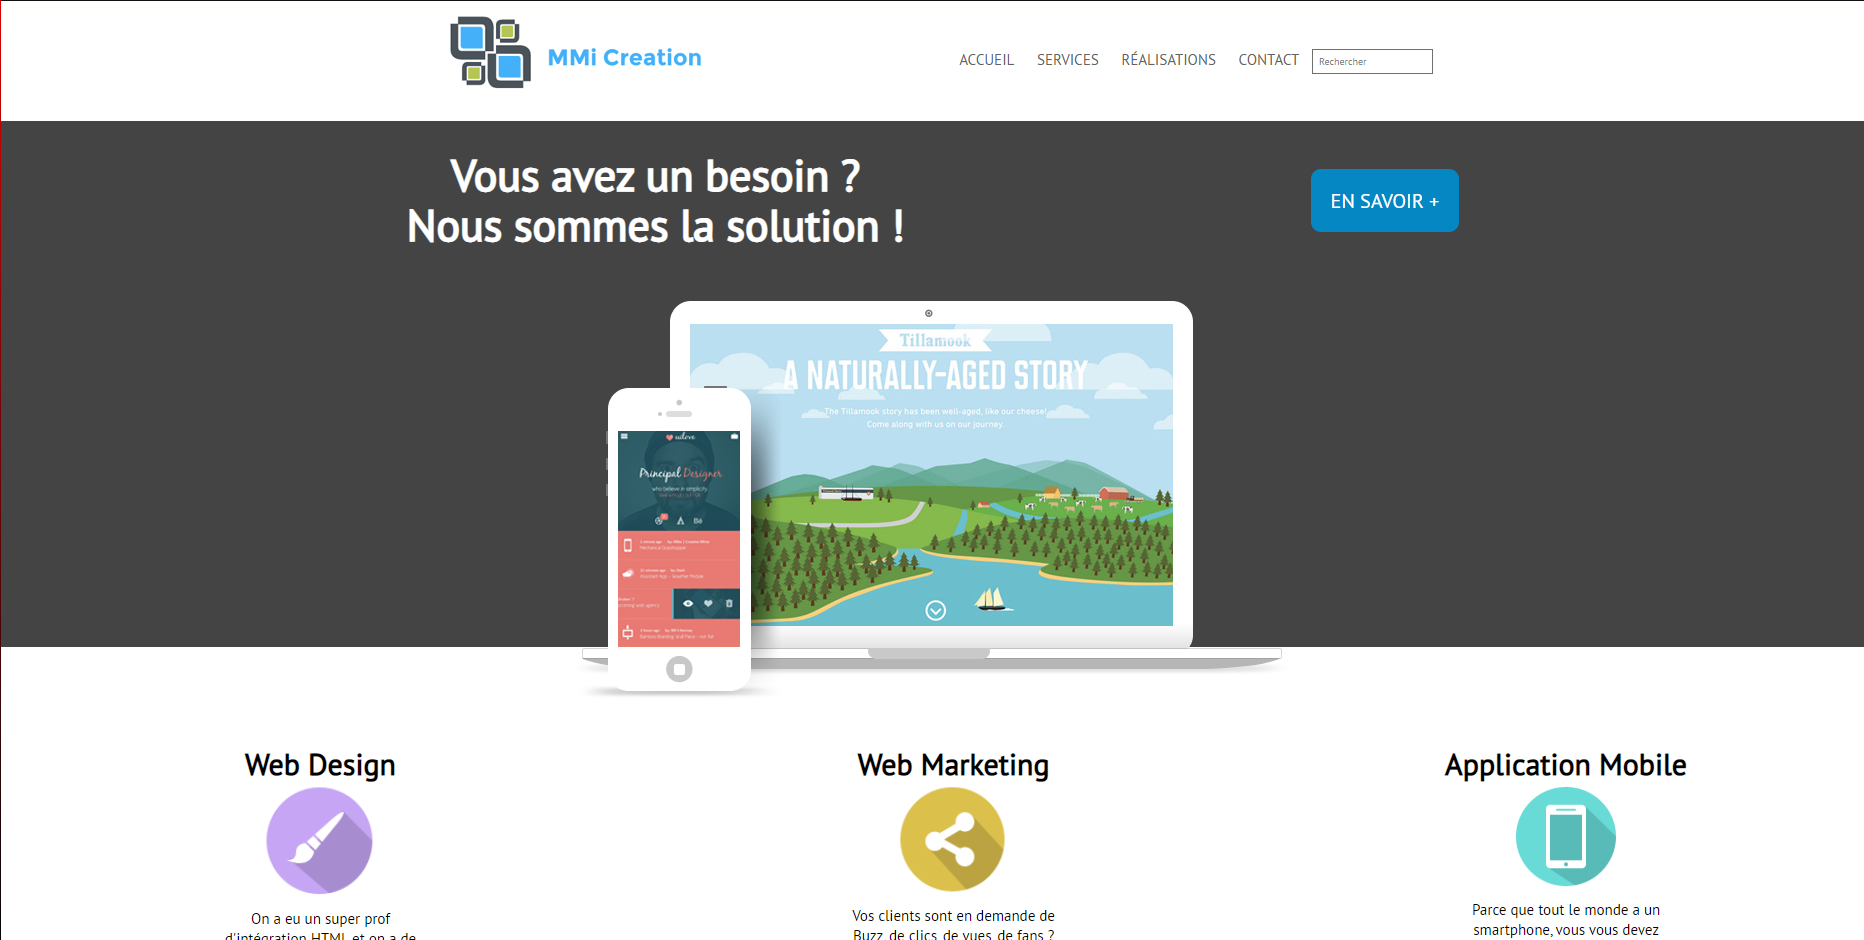 MMi Creation
ACCUEIL SERVICES RÉALISATIONS CONTACT Rechercher
Vous avez un besoin ?
Nous sommes la solution !
EN SAVOIR +
Tillamook
A NATURALLY-AGED STORY
The Tillamook story has been well-aged, like our cheese!
Come along with us on our journey.
Principal Designer
who believe in simplicity
Web Design
Web Marketing
Application Mobile
On a eu un super prof
d'intégration HTML et on a de
Vos clients sont en demande de
Buzz, de clics, de vues, de fans ?
Parce que tout le monde a un
smartphone, vous vous devez